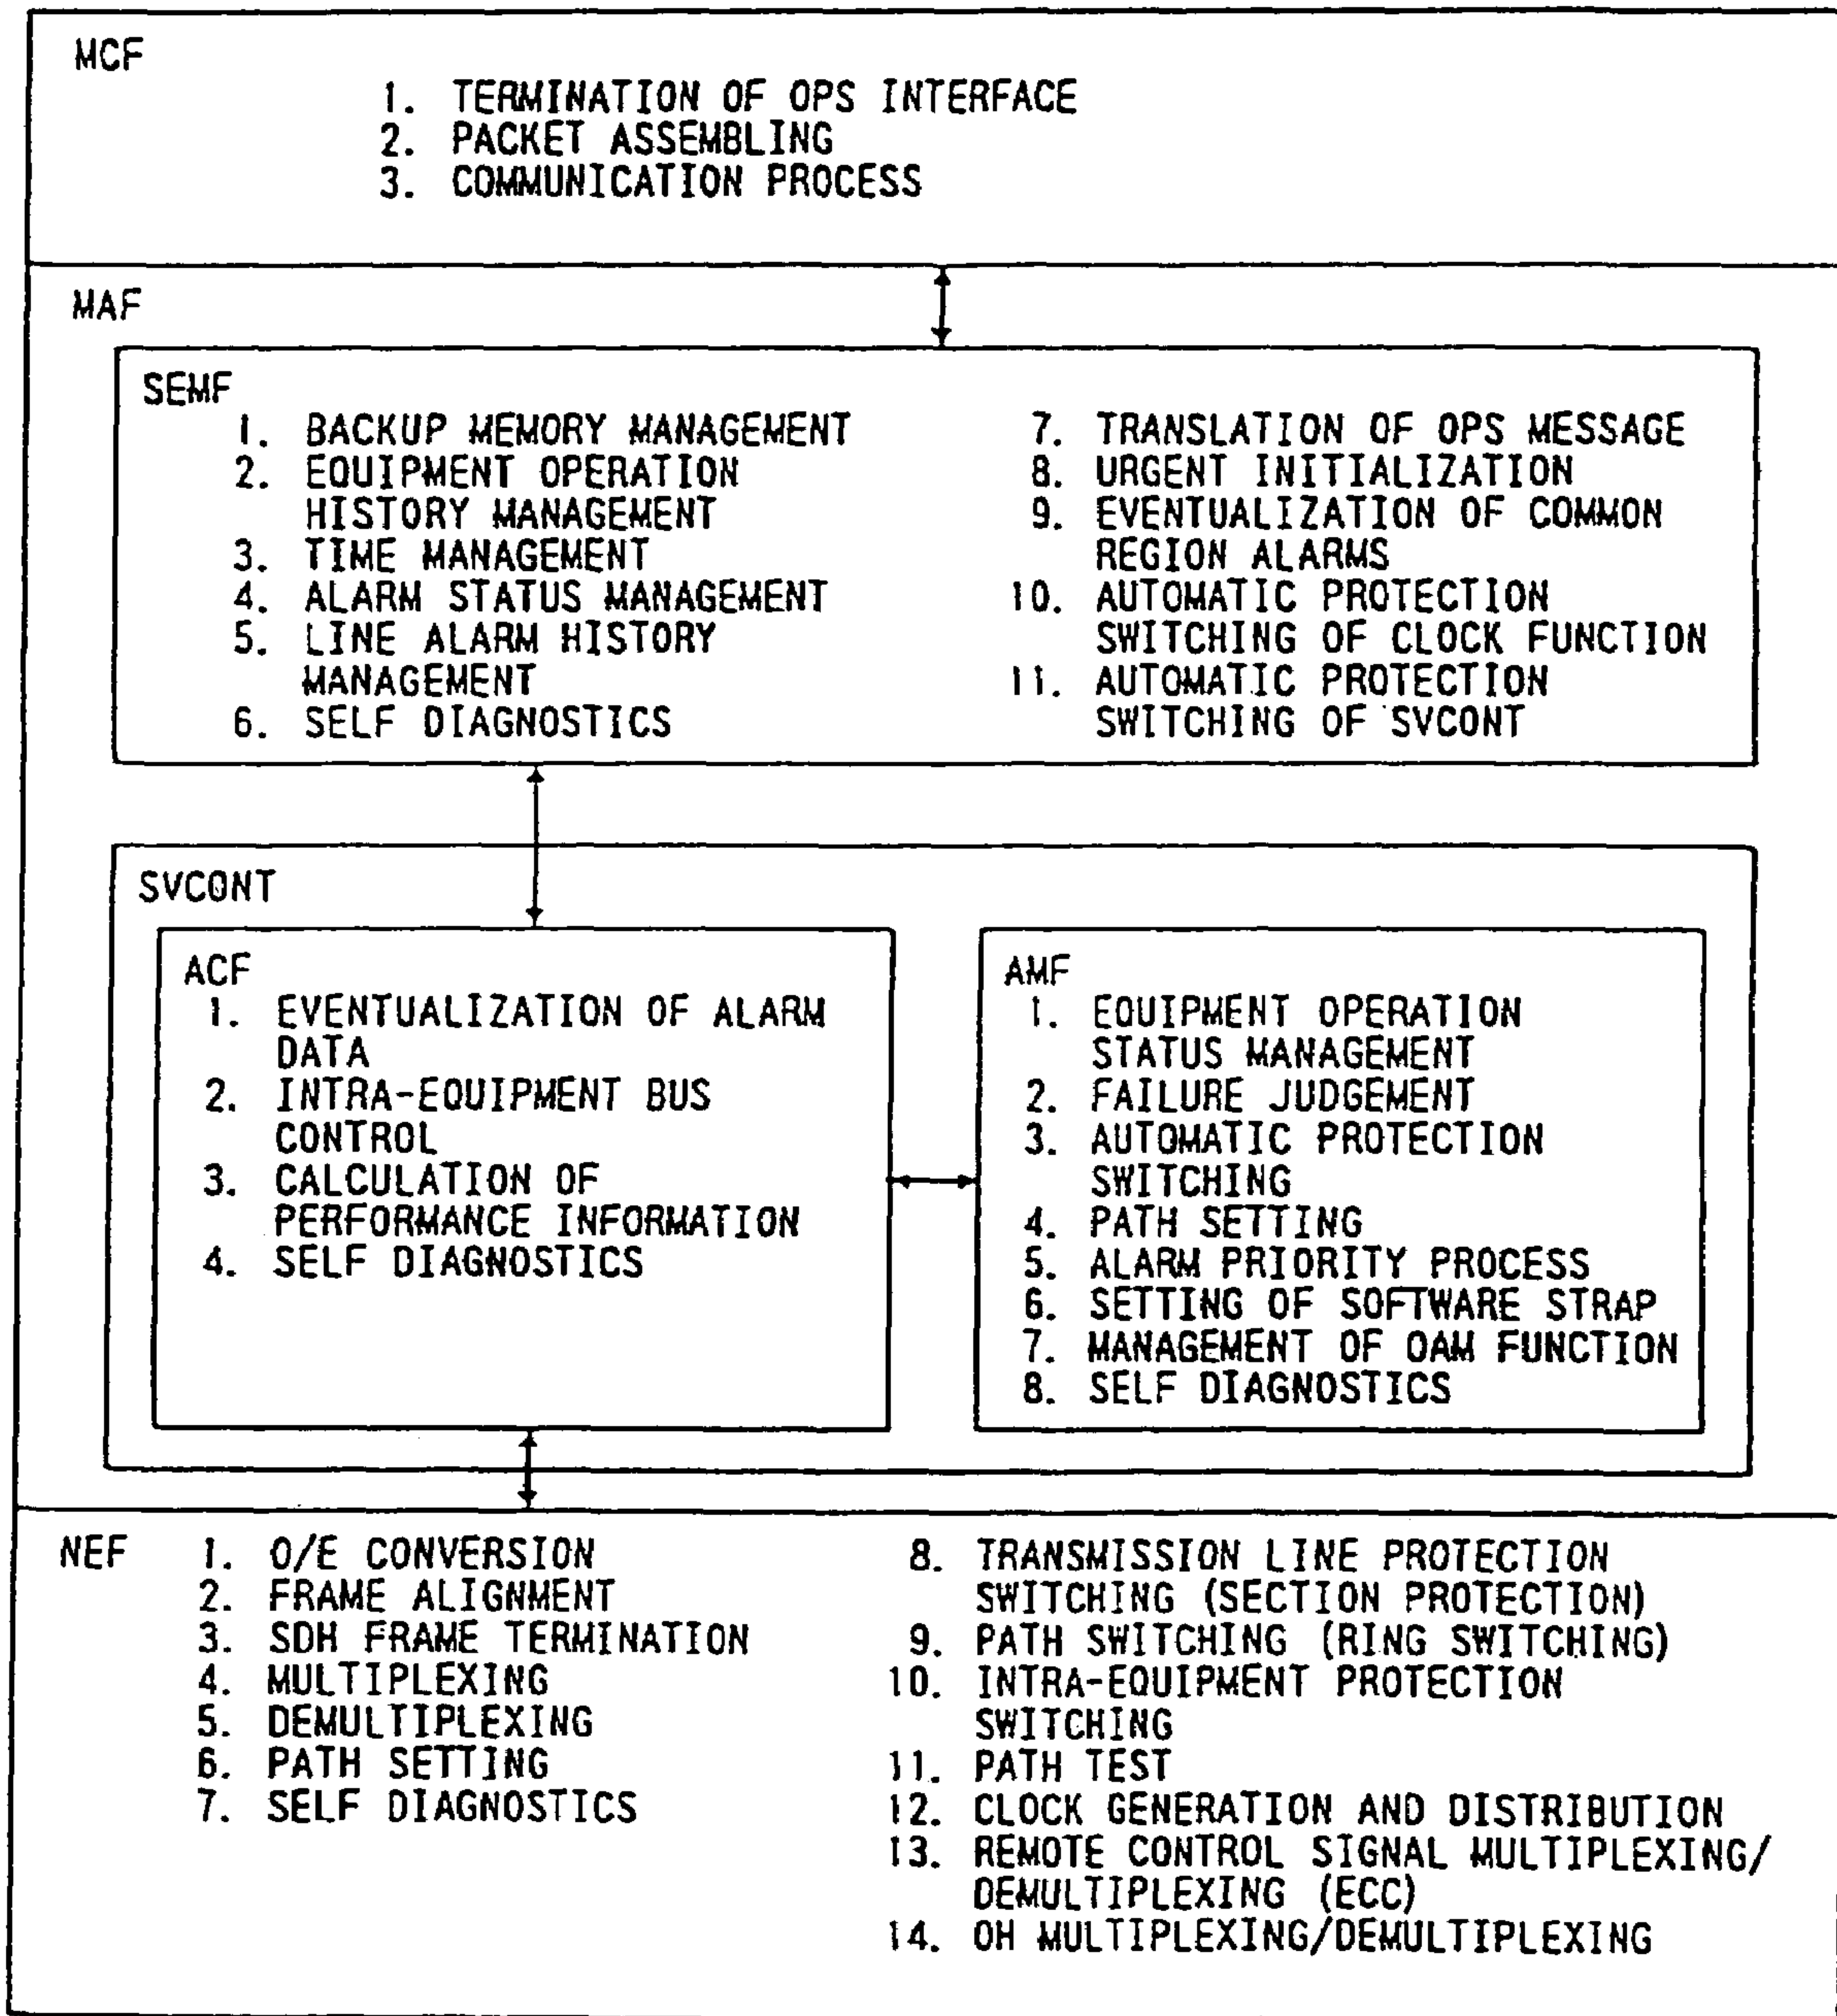 MCF
1. TERMINATION OF OPS INTERFACE
2. PACKET ASSEMBLING
3. COMMUNICATION PROCESS
MAF
SEMF
1. BACKUP MEMORY MANAGEMENT
2. EQUIPMENT OPERATION
HISTORY MANAGEMENT
3. TIME MANAGEMENT
4. ALARM STATUS MANAGEMENT
5. LINE ALARM HISTORY
MANAGEMENT
6. SELF DIAGNOSTICS
7. TRANSLATION OF OPS MESSAGE
8. URGENT INITIALIZATION
9. EVENTUALIZATION OF COMMON
REGION ALARMS
10. AUTOMATIC PROTECTION
SWITCHING OF CLOCK FUNCTION
11. AUTOMATIC PROTECTION
SWITCHING OF SVCONT
SVCONT
ACF
1. EVENTUALIZATION OF ALARM
DATA
2. INTRA-EQUIPMENT BUS
CONTROL
3. CALCULATION OF
PERFORMANCE INFORMATION
4. SELF DIAGNOSTICS
AMF
1. EQUIPMENT OPERATION
STATUS MANAGEMENT
2. FAILURE JUDGEMENT
3. AUTOMATIC PROTECTION
SWITCHING
4. PATH SETTING
5. ALARM PRIORITY PROCESS
6. SETTING OF SOFTWARE STRAP
7. MANAGEMENT OF OAM FUNCTION
8. SELF DIAGNOSTICS
NEF
1. O/E CONVERSION
2. FRAME ALIGNMENT
3. SDH FRAME TERMINATION
4. MULTIPLEXING
5. DEMULTIPLEXING
6. PATH SETTING
7. SELF DIAGNOSTICS
8. TRANSMISSION LINE PROTECTION
SWITCHING (SECTION PROTECTION)
9. PATH SWITCHING (RING SWITCHING)
10. INTRA-EQUIPMENT PROTECTION
SWITCHING
11. PATH TEST
12. CLOCK GENERATION AND DISTRIBUTION
13. REMOTE CONTROL SIGNAL MULTIPLEXING/
DEMULTIPLEXING (ECC)
14. OH MULTIPLEXING/DEMULTIPLEXING